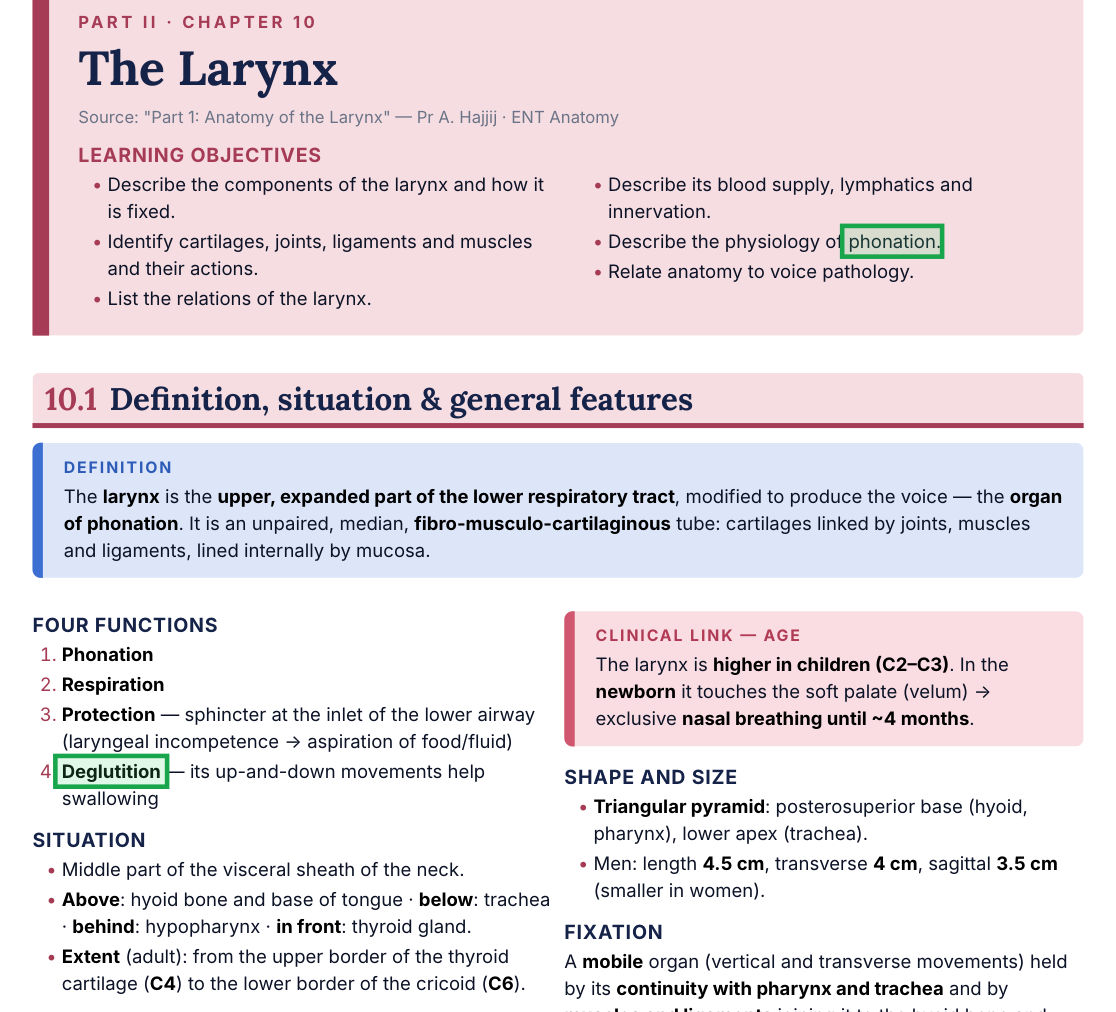 PART II · CHAPTER 10
The Larynx
Source: "Part 1: Anatomy of the Larynx" — Pr A. Hajjij · ENT Anatomy
LEARNING OBJECTIVES
• Describe the components of the larynx and how it
is fixed.
• Identify cartilages, joints, ligaments and muscles
and their actions.
• List the relations of the larynx.
• Describe its blood supply, lymphatics and
innervation.
• Describe the physiology of phonation.
• Relate anatomy to voice pathology.
10.1 Definition, situation & general features
DEFINITION
The larynx is the upper, expanded part of the lower respiratory tract, modified to produce the voice — the organ
of phonation. It is an unpaired, median, fibro-musculo-cartilaginous tube: cartilages linked by joints, muscles
and ligaments, lined internally by mucosa.
FOUR FUNCTIONS
1. Phonation
2. Respiration
3. Protection — sphincter at the inlet of the lower airway
(laryngeal incompetence → aspiration of food/fluid)
4 Deglutition — its up-and-down movements help
swallowing
SITUATION
• Middle part of the visceral sheath of the neck.
• Above: hyoid bone and base of tongue · below: trachea
· behind: hypopharynx · in front: thyroid gland.
• Extent (adult): from the upper border of the thyroid
cartilage (C4) to the lower border of the cricoid (C6).
CLINICAL LINK — AGE
The larynx is higher in children (C2–C3). In the
newborn it touches the soft palate (velum) →
exclusive nasal breathing until ~4 months.
SHAPE AND SIZE
• Triangular pyramid: posterosuperior base (hyoid,
pharynx), lower apex (trachea).
• Men: length 4.5 cm, transverse 4 cm, sagittal 3.5 cm
(smaller in women).
FIXATION
A mobile organ (vertical and transverse movements) held
by its continuity with pharynx and trachea and by